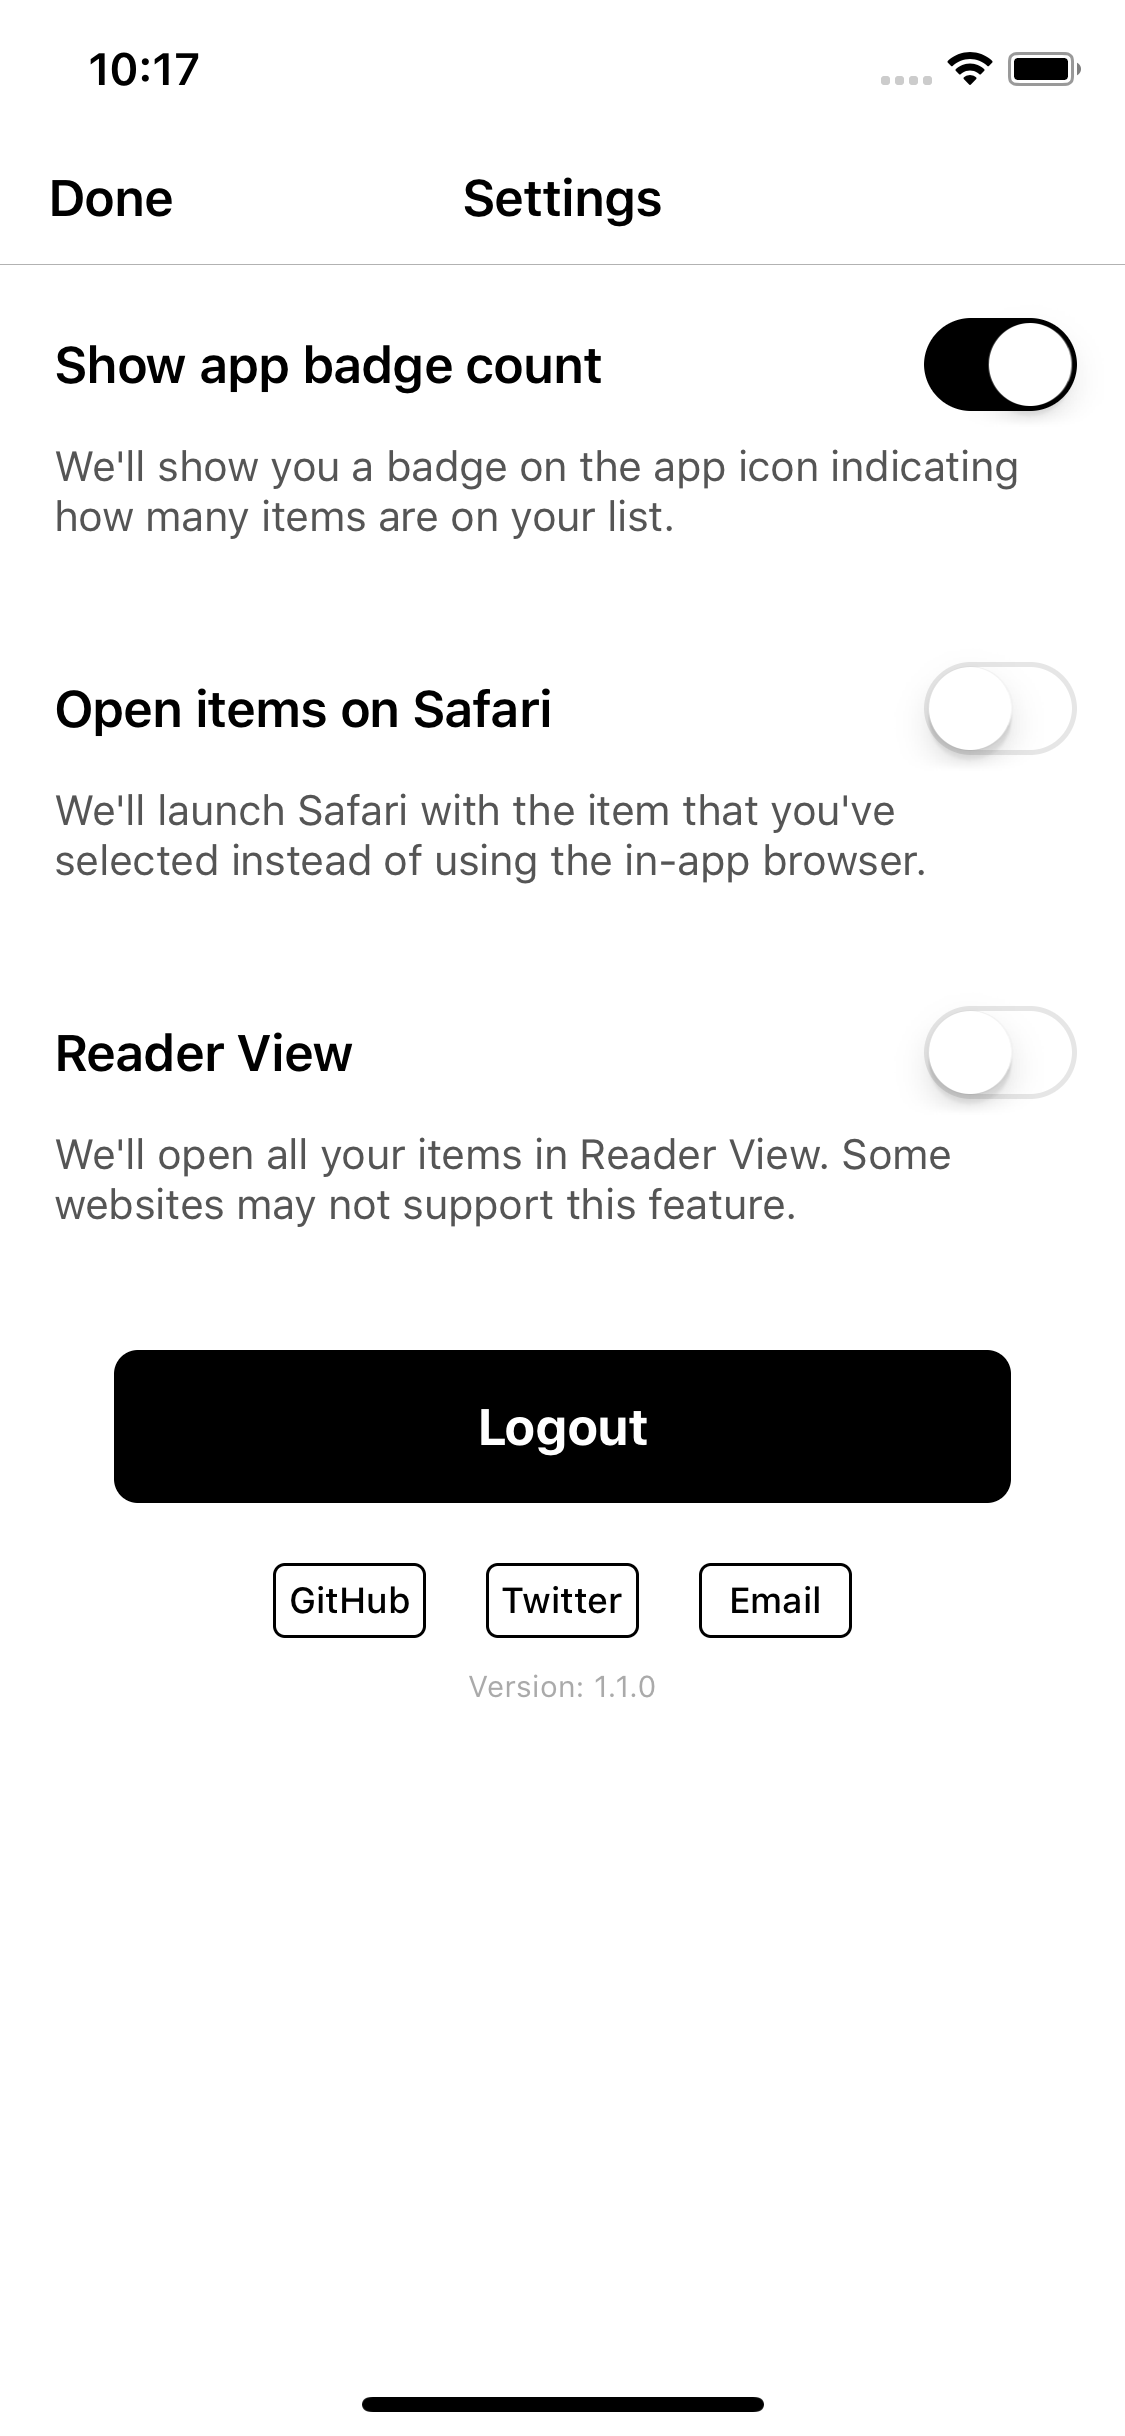 10:17
Done
Settings
Show app badge count
We'll show you a badge on the app icon indicating
how many items are on your list.
Open items on Safari
We'll launch Safari with the item that you've
selected instead of using the in-app browser.
Reader View
We'll open all your items in Reader View. Some
websites may not support this feature.
Logout
GitHub
Twitter
Email
Version: 1.1.0